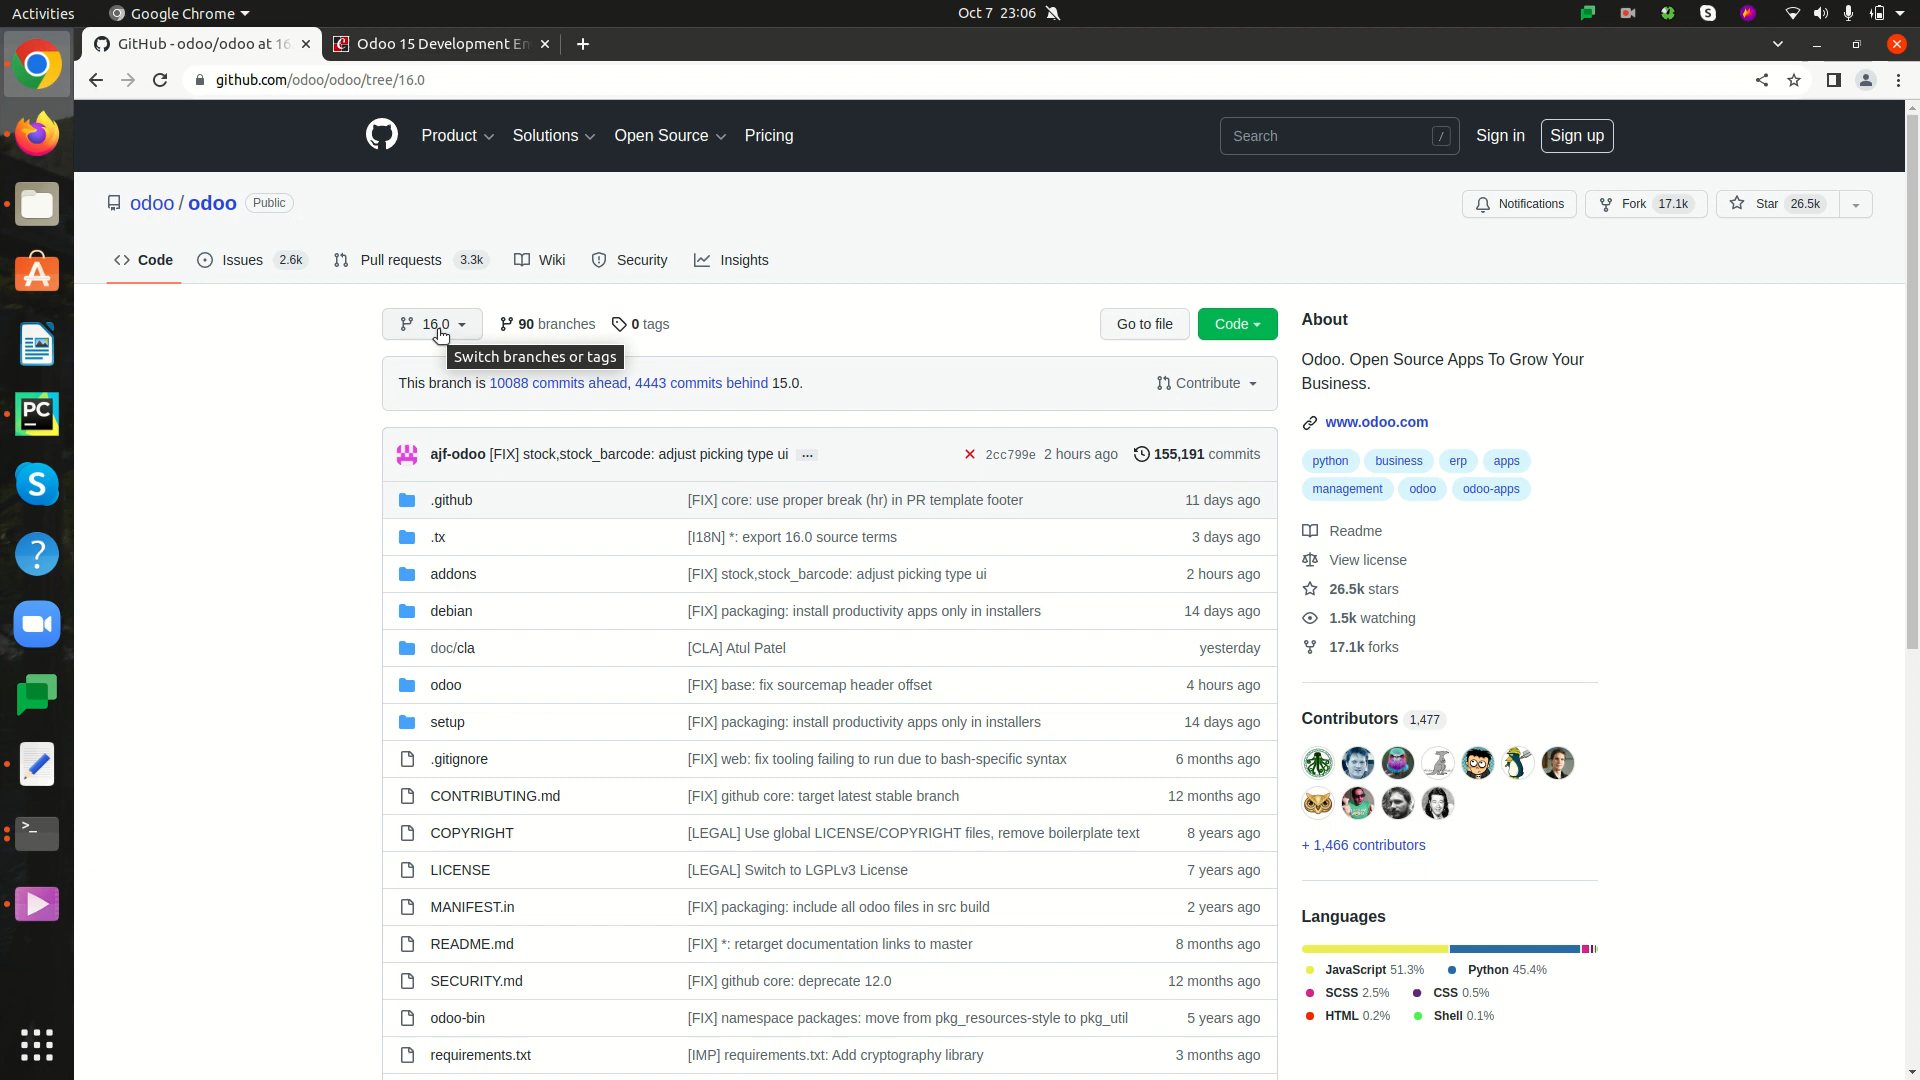 Activities Google Chrome Oct 7 23:06
GitHub - odoo/odoo at 16 Odoo 15 Development En
github.com/odoo/odoo/tree/16.0
Product Solutions Open Source Pricing Search / Sign in Sign up
odoo / odoo Public Notifications Fork 17.1k Star 26.5k
Code Issues 2.6k Pull requests 3.3k Wiki Security Insights
16.0 90 branches 0 tags Go to file Code
Switch branches or tags
This branch is 10088 commits ahead, 4443 commits behind 15.0. Contribute
ajf-odoo [FIX] stock,stock_barcode: adjust picking type ui ... 2cc799e 2 hours ago 155,191 commits
.github [FIX] core: use proper break (hr) in PR template footer 11 days ago
.tx [I18N] *: export 16.0 source terms 3 days ago
addons [FIX] stock,stock_barcode: adjust picking type ui 2 hours ago
debian [FIX] packaging: install productivity apps only in installers 14 days ago
doc/cla [CLA] Atul Patel yesterday
odoo [FIX] base: fix sourcemap header offset 4 hours ago
setup [FIX] packaging: install productivity apps only in installers 14 days ago
.gitignore [FIX] web: fix tooling failing to run due to bash-specific syntax 6 months ago
CONTRIBUTING.md [FIX] github core: target latest stable branch 12 months ago
COPYRIGHT [LEGAL] Use global LICENSE/COPYRIGHT files, remove boilerplate text 8 years ago
LICENSE [LEGAL] Switch to LGPLv3 License 7 years ago
MANIFEST.in [FIX] packaging: include all odoo files in src build 2 years ago
README.md [FIX] *: retarget documentation links to master 8 months ago
SECURITY.md [FIX] github core: deprecate 12.0 12 months ago
odoo-bin [FIX] namespace packages: move from pkg_resources-style to pkg_util 5 years ago
requirements.txt [IMP] requirements.txt: Add cryptography library 3 months ago
About
Odoo. Open Source Apps To Grow Your
Business.
www.odoo.com
python business erp apps
management odoo odoo-apps
Readme
View license
26.5k stars
1.5k watching
17.1k forks
Contributors 1,477
+ 1,466 contributors
Languages
JavaScript 51.3% Python 45.4%
SCSS 2.5% CSS 0.5%
HTML 0.2% Shell 0.1%
PC
S
?
>_